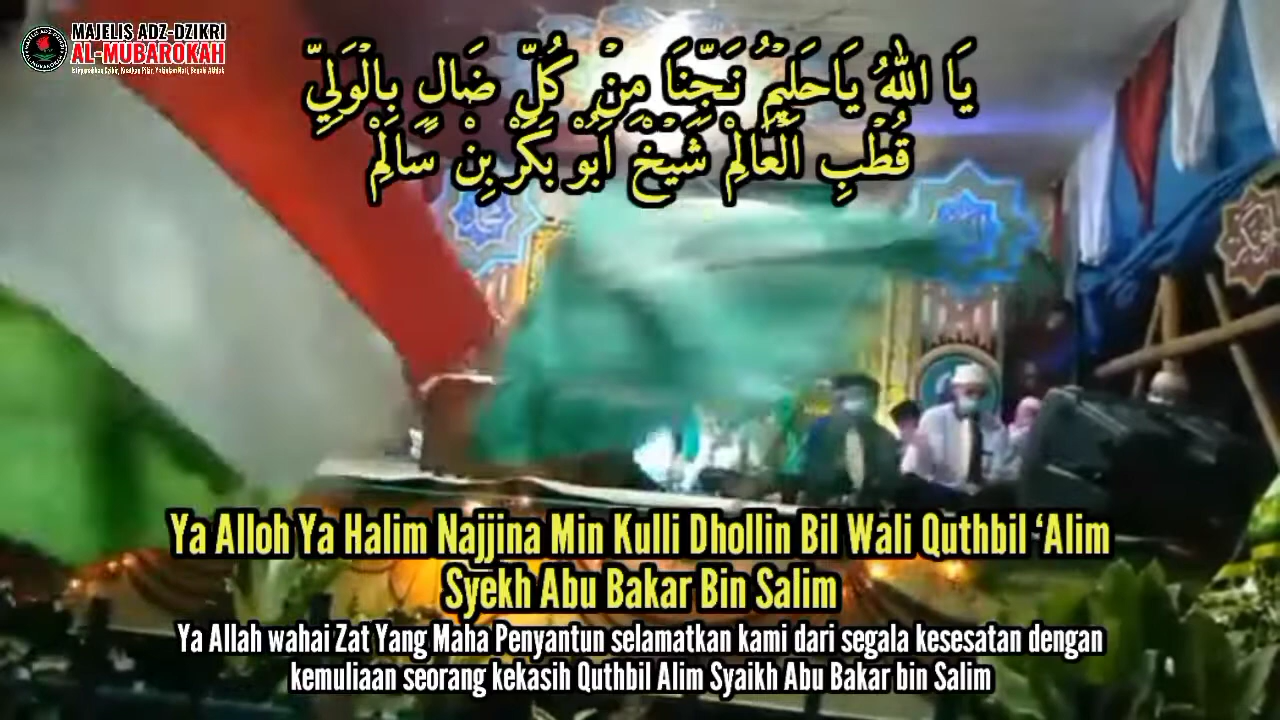 MAJELIS ADZ-DZIKRI
AL-MUBAROKAH
يَا اللهُ يَاحَلِيْمُ نَجِّنَا مِنْ كُلِّ ضَالٍ بِالْوَلِيِّ
قُطْبِ الْعَالِمْ شَيْخْ اَبُوْ بَكَرْ بِنْ سَالِمْ
Ya Alloh Ya Halim Najjina Min Kulli Dhollin Bil Wali Quthbil ‘Alim
Syekh Abu Bakar Bin Salim
Ya Allah wahai Zat Yang Maha Penyantun selamatkan kami dari segala kesesatan dengan
kemuliaan seorang kekasih Quthbil Alim Syaikh Abu Bakar bin Salim